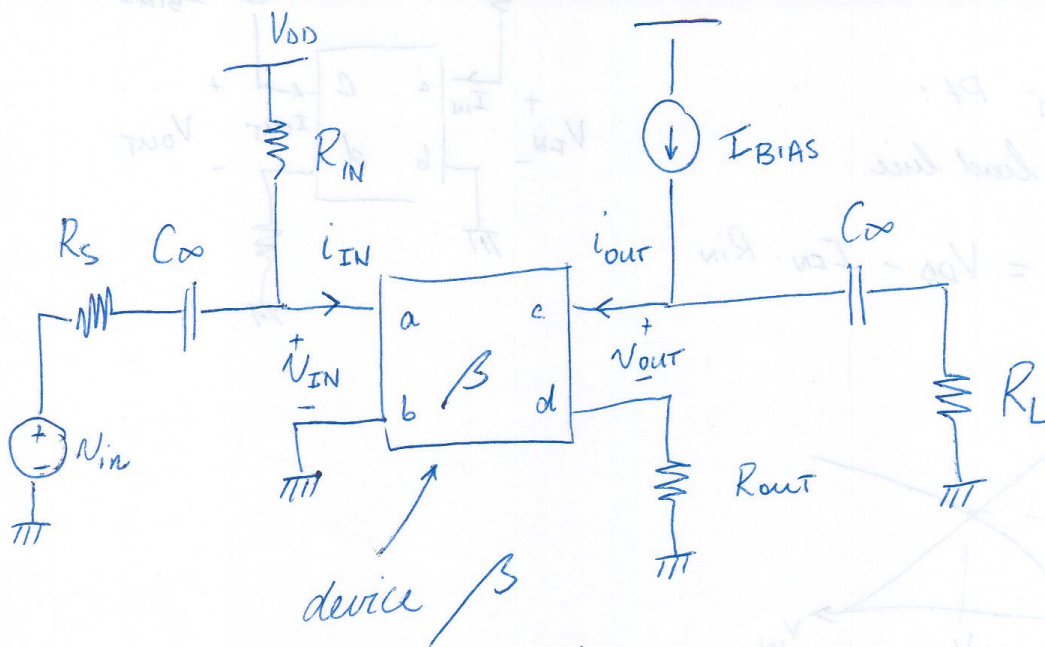 VDD
RIN
IBIAS
Rs C∞ iIN iOUT C∞
a c
+ VIN - β + VOUT -
b d
RL
+ - Vin
ROUT
device β